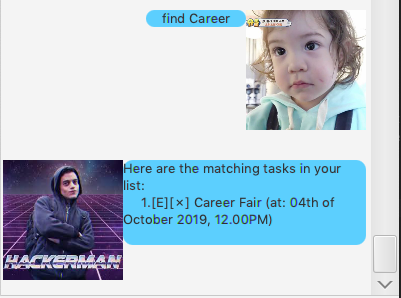 find Career
Here are the matching tasks in your
list:
1.[E][×] Career Fair (at: 04th of
October 2019, 12.00PM)
HACKERMAN